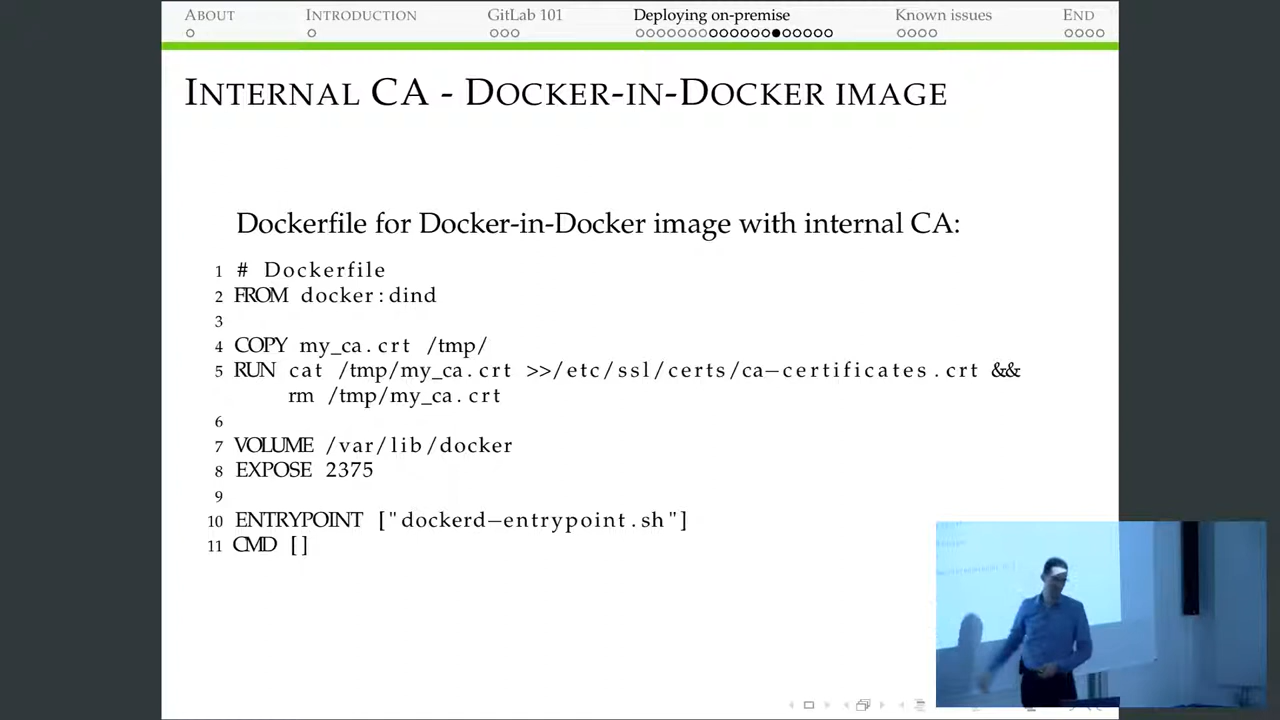 ABOUT INTRODUCTION GitLab 101 Deploying on-premise Known issues END
INTERNAL CA - DOCKER-IN-DOCKER IMAGE
Dockerfile for Docker-in-Docker image with internal CA:
1 # Dockerfile
2 FROM docker:dind
3
4 COPY my_ca.crt /tmp/
5 RUN cat /tmp/my_ca.crt >>/etc/ssl/certs/ca-certificates.crt &&
rm /tmp/my_ca.crt
6
7 VOLUME /var/lib/docker
8 EXPOSE 2375
9
10 ENTRYPOINT ["dockerd-entrypoint.sh"]
11 CMD []